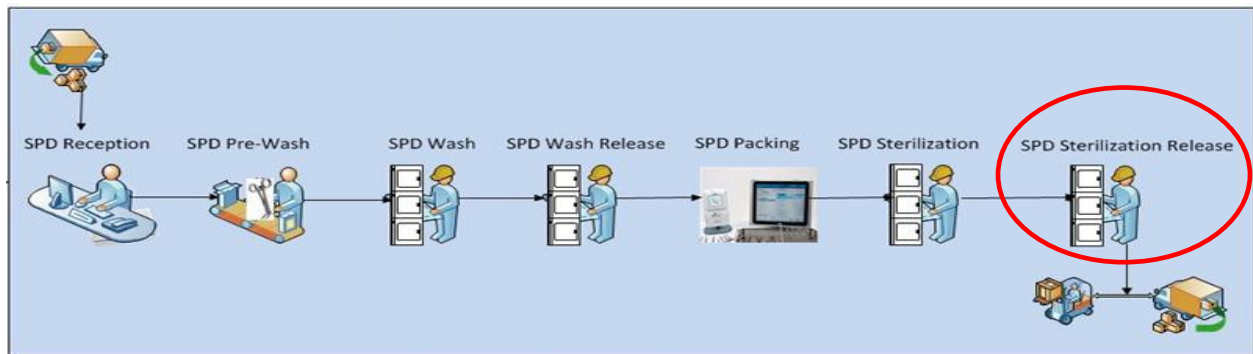 SPD Reception
SPD Pre-Wash
SPD Wash
SPD Wash Release
SPD Packing
SPD Sterilization
SPD Sterilization Release